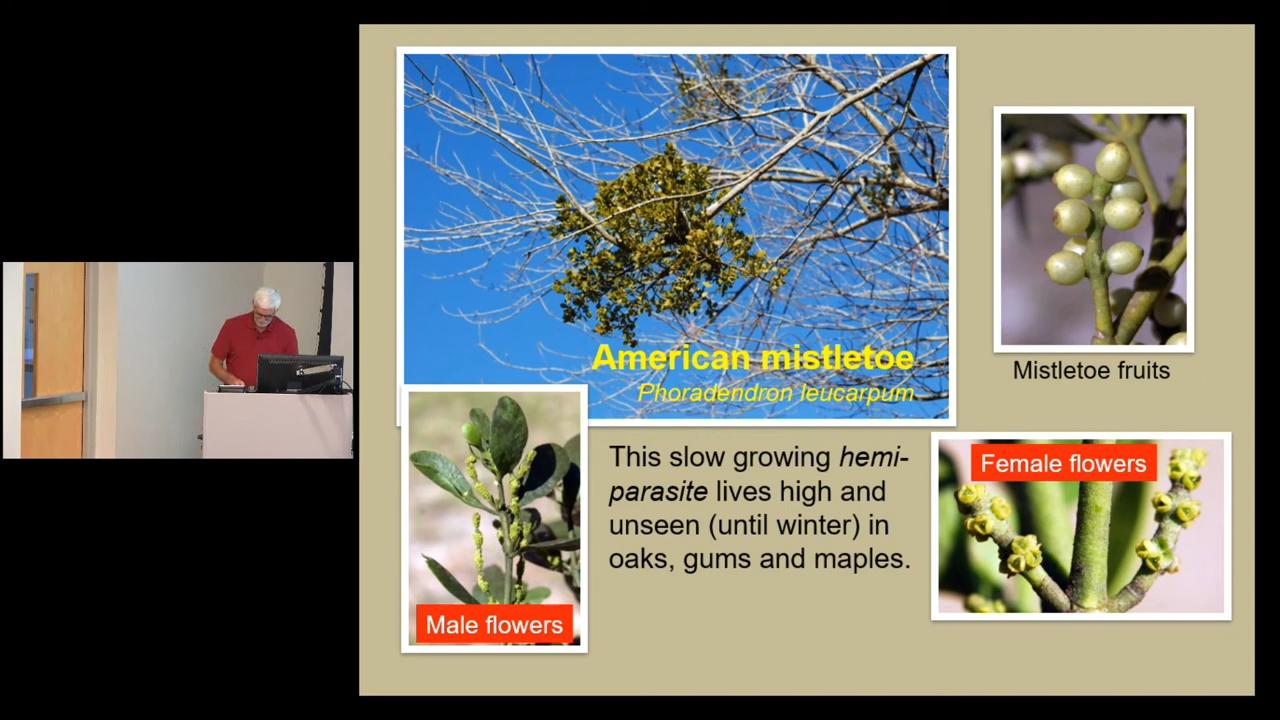 American mistletoe
Phoradendron leucarpum
Mistletoe fruits
This slow growing hemi-
parasite lives high and
unseen (until winter) in
oaks, gums and maples.
Female flowers
Male flowers